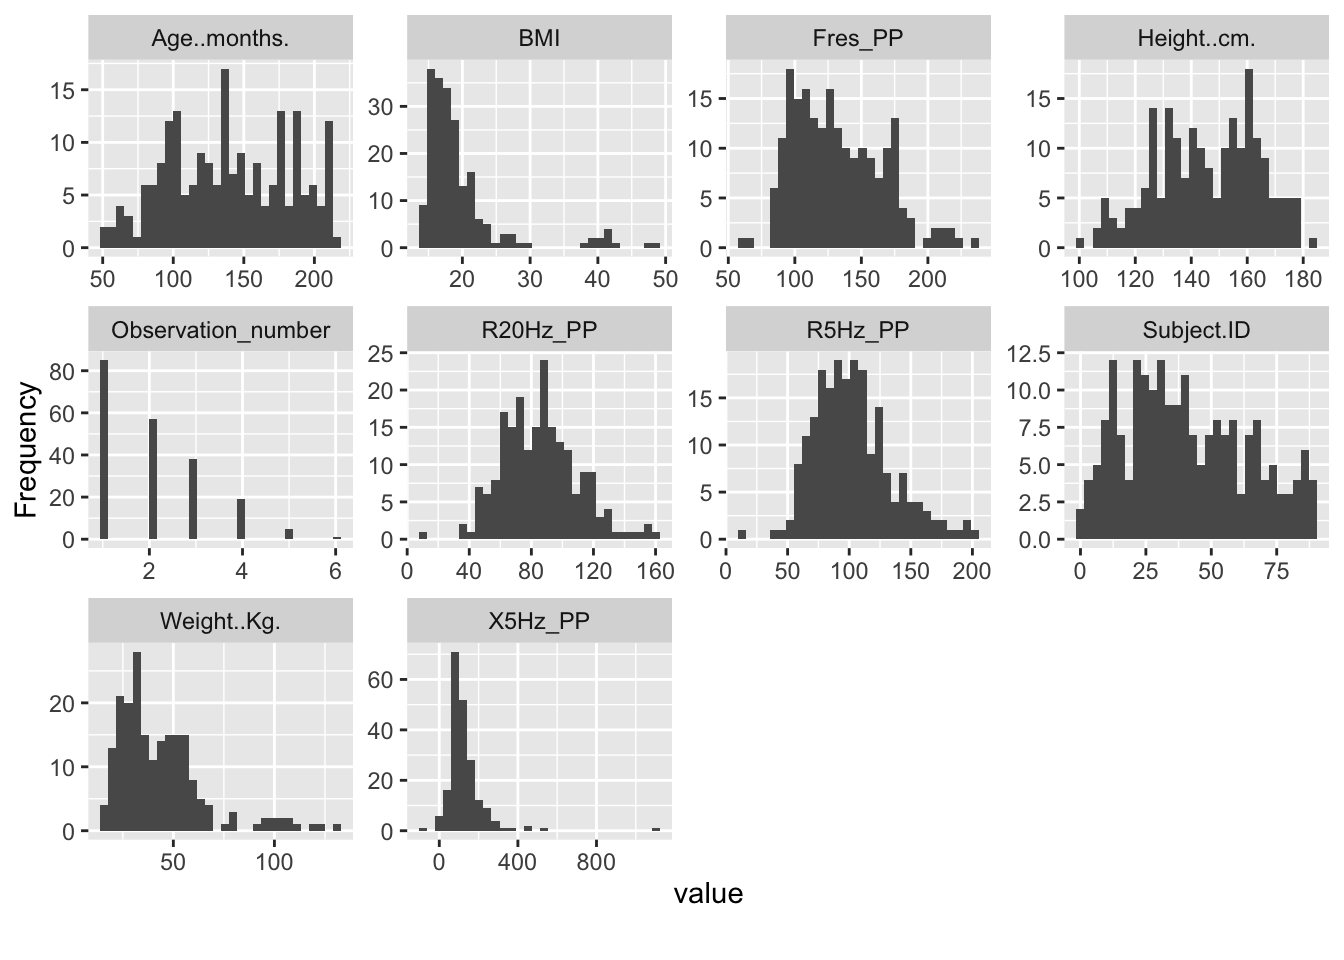 Age..months.
BMI
Fres_PP
Height..cm.
15
10
5
0
50 100 150 200
30
20
10
0
20 30 40 50
15
10
5
0
50 100 150 200
15
10
5
0
100 120 140 160 180
Observation_number
R20Hz_PP
R5Hz_PP
Subject.ID
80
60
40
20
0
2 4 6
25
20
15
10
5
0
0 40 80 120 160
15
10
5
0
0 50 100 150 200
12.5
10.0
7.5
5.0
2.5
0.0
0 25 50 75
Weight..Kg.
X5Hz_PP
20
10
0
50 100
60
40
20
0
0 400 800
Frequency
value